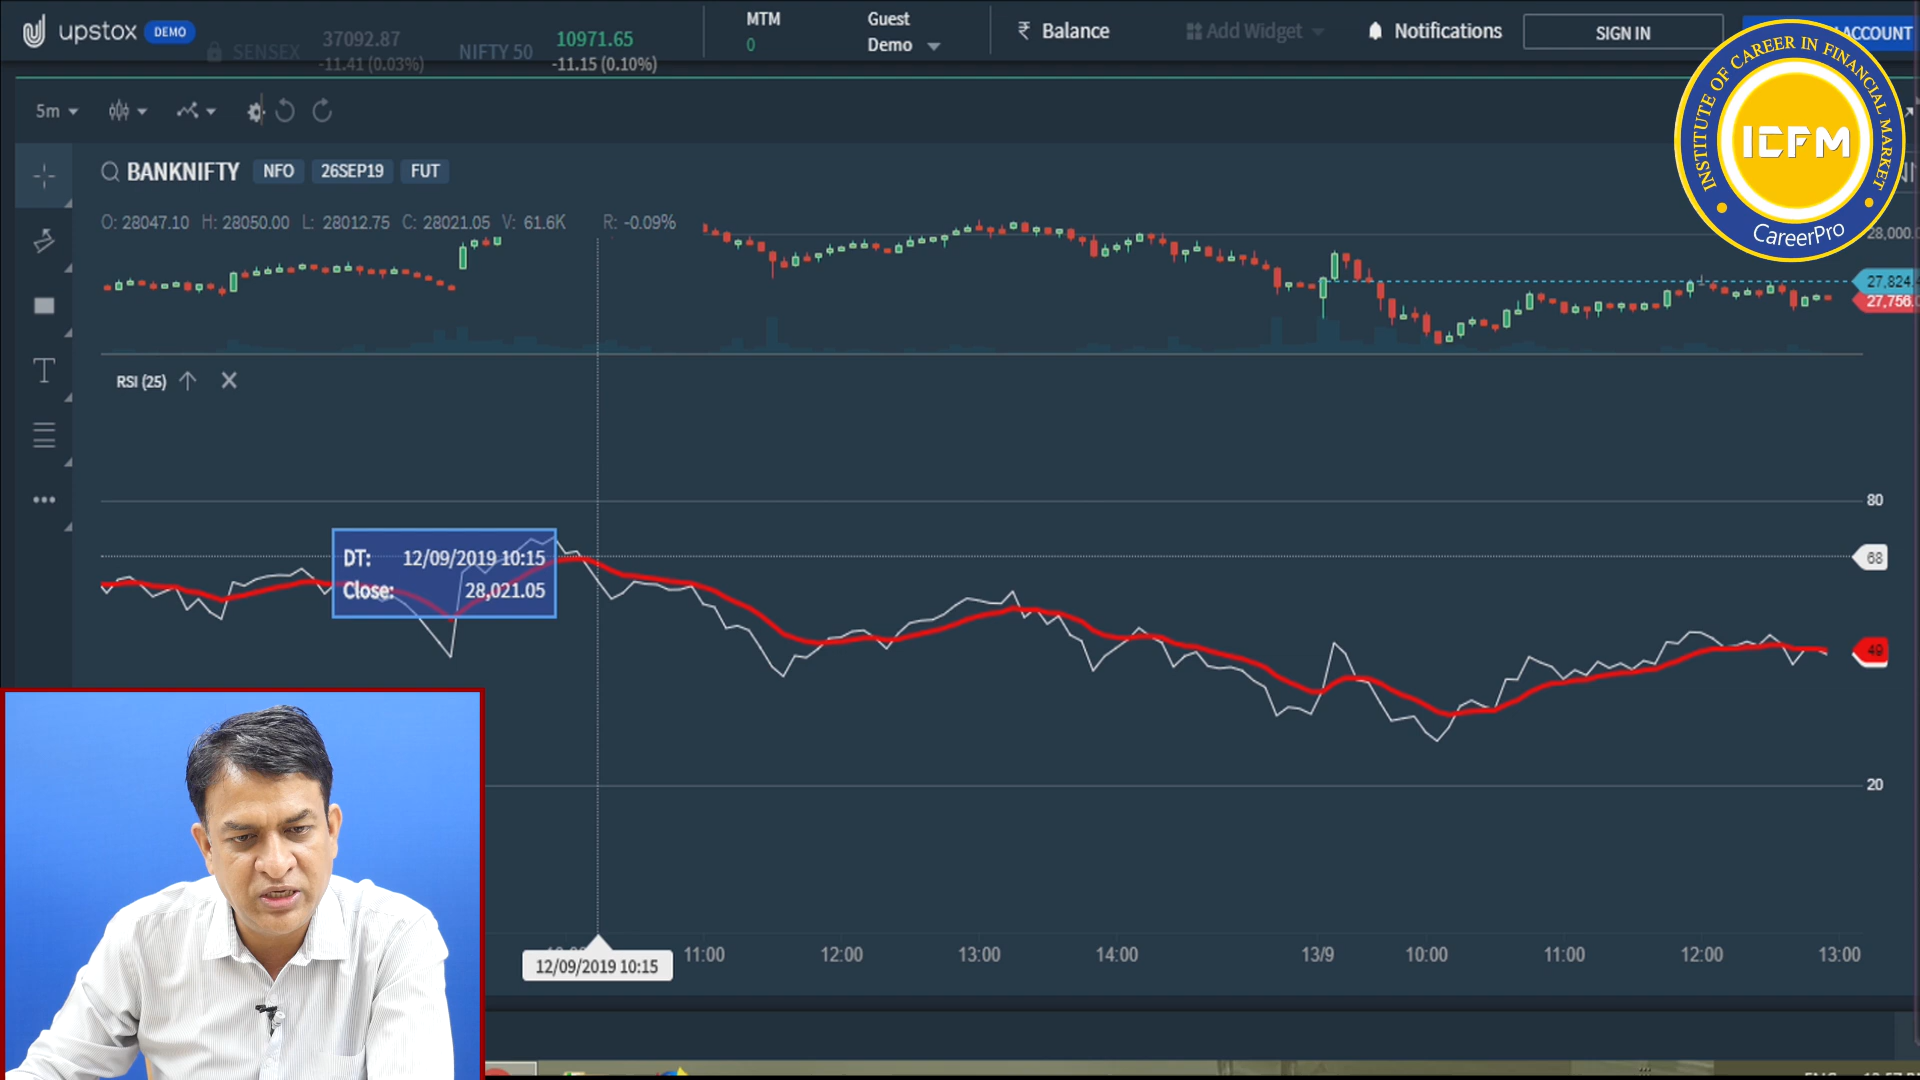 upstox DEMO
SENSEX 37092.87 -11.41 (0.03%)
NIFTY 50 10971.65 -11.15 (0.10%)
MTM 0
Guest Demo
₹ Balance
Add Widget
Notifications
SIGN IN
ACCOUNT
INSTITUTE OF CAREER IN FINANCIAL MARKET
ICFM
CareerPro
5m
BANKNIFTY NFO 26SEP19 FUT
O: 28047.10 H: 28050.00 L: 28012.75 C: 28021.05 V: 61.6K R: -0.09%
28,000.
27,824.
27,756.
RSI (25)
80
68
DT: 12/09/2019 10:15
Close: 28,021.05
49
20
12/09/2019 10:15
11:00 12:00 13:00 14:00 13/9 10:00 11:00 12:00 13:00